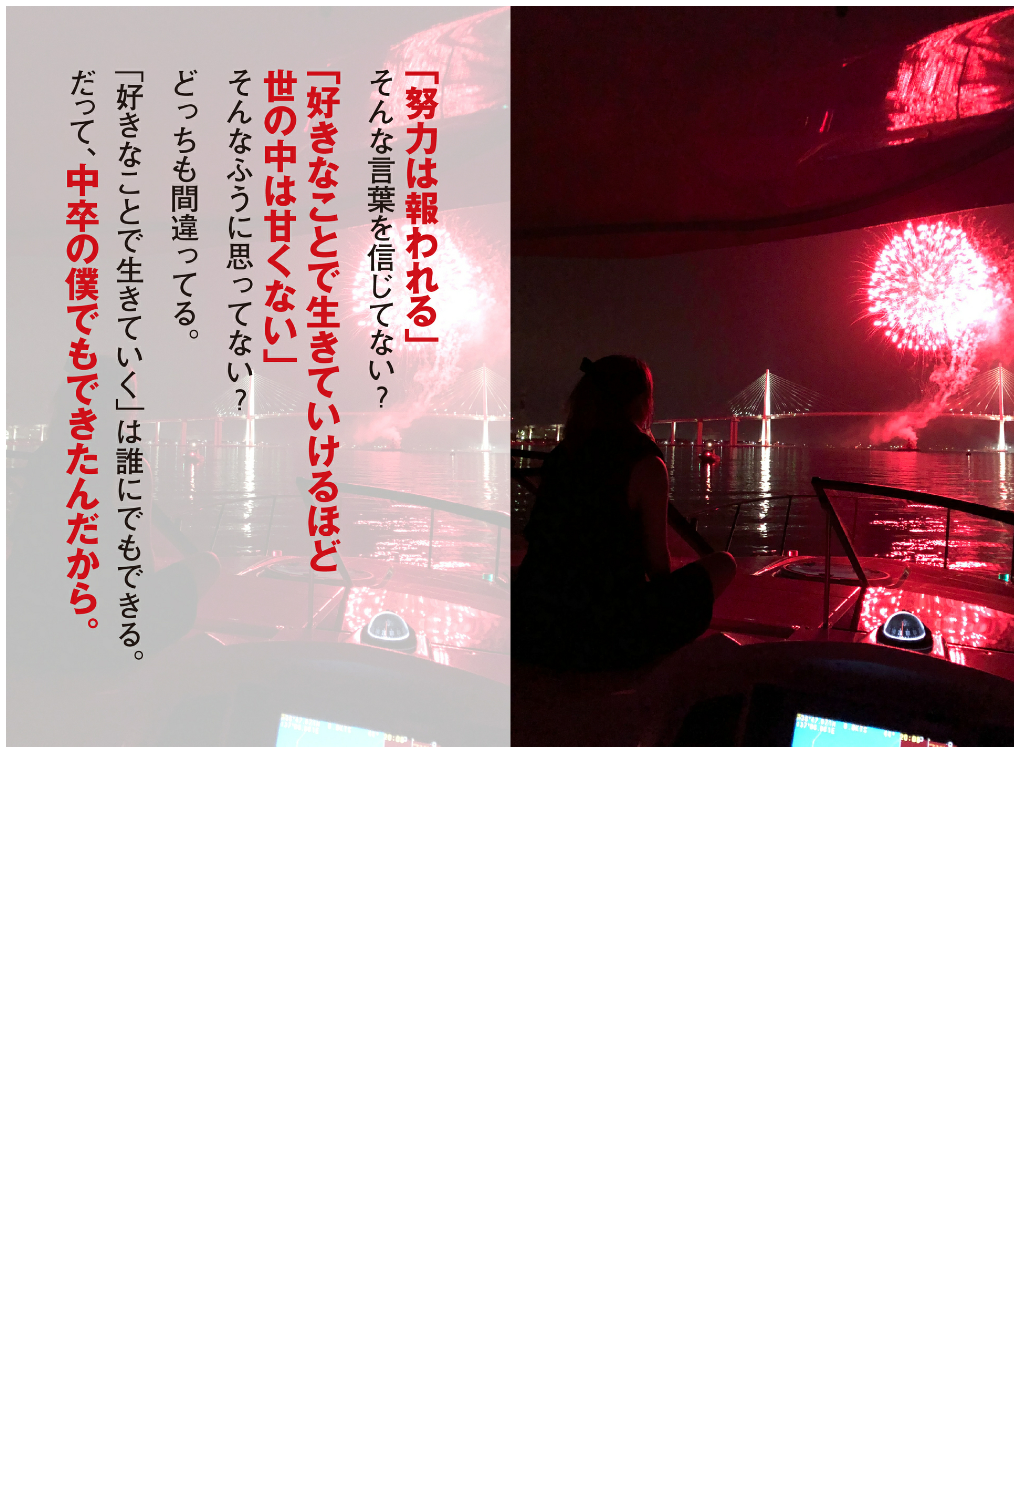 「努力は報われる」
そんな言葉を信じてない？
「好きなことで生きていけるほど
世の中は甘くない」
そんなふうに思ってない？
どっちも間違ってる。
「好きなことで生きていく」は誰にでもできる。
だって、中卒の僕でもできたんだから。